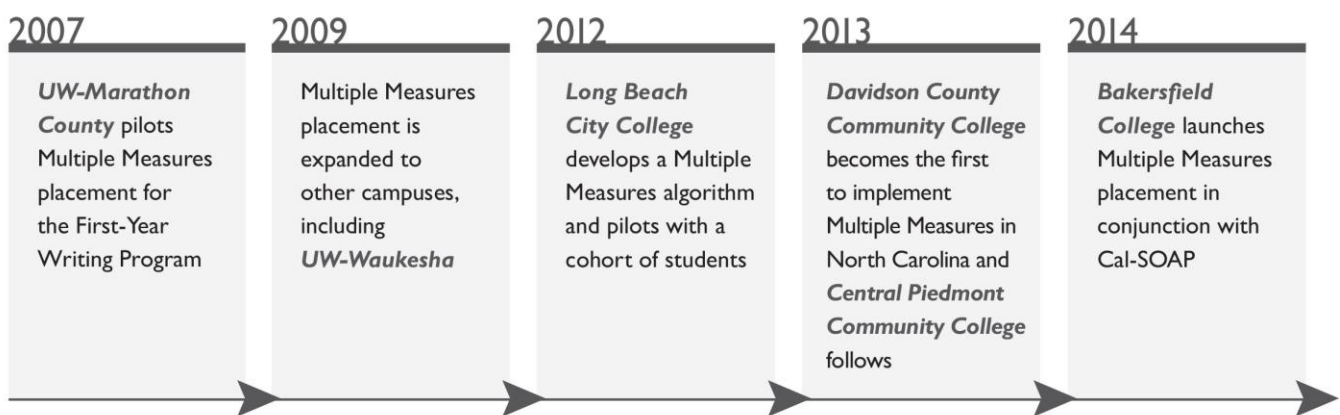 2007
UW-Marathon
County pilots
Multiple Measures
placement for
the First-Year
Writing Program
2009
Multiple Measures
placement is
expanded to
other campuses,
including
UW-Waukesha
2012
Long Beach
City College
develops a Multiple
Measures algorithm
and pilots with a
cohort of students
2013
Davidson County
Community College
becomes the first
to implement
Multiple Measures in
North Carolina and
Central Piedmont
Community College
follows
2014
Bakersfield
College launches
Multiple Measures
placement in
conjunction with
Cal-SOAP